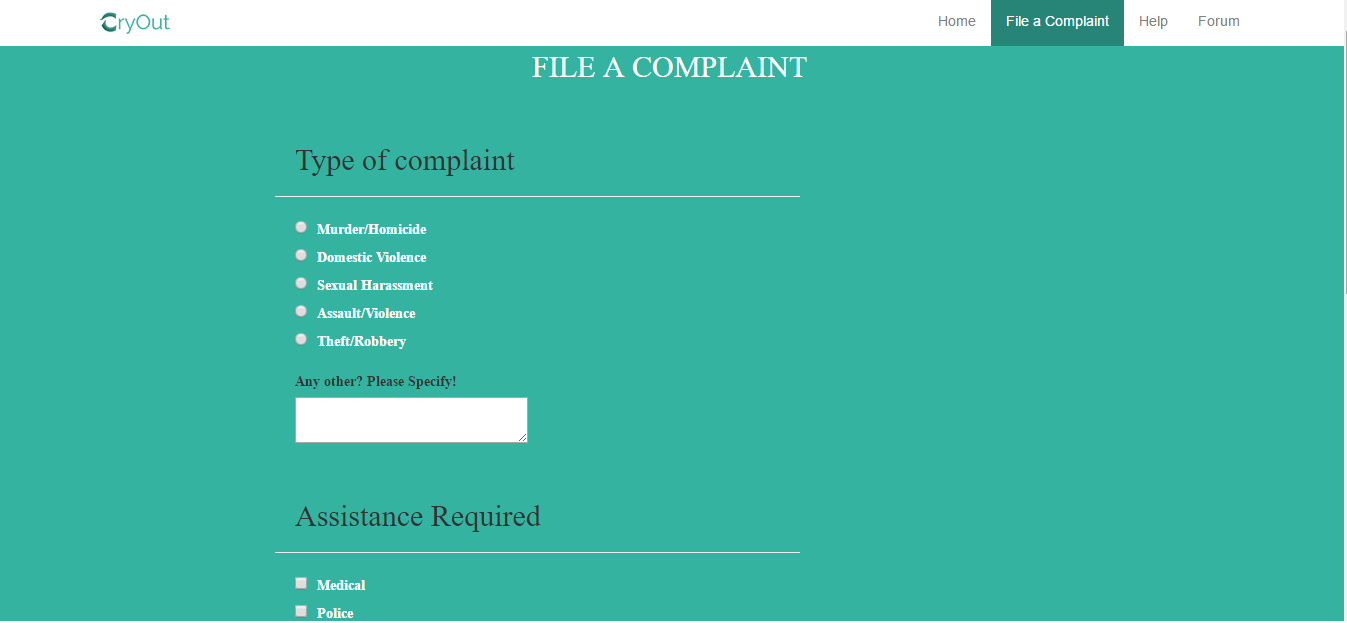 CryOut
Home File a Complaint Help Forum
FILE A COMPLAINT
Type of complaint
Murder/Homicide
Domestic Violence
Sexual Harassment
Assault/Violence
Theft/Robbery
Any other? Please Specify!
Assistance Required
Medical
Police